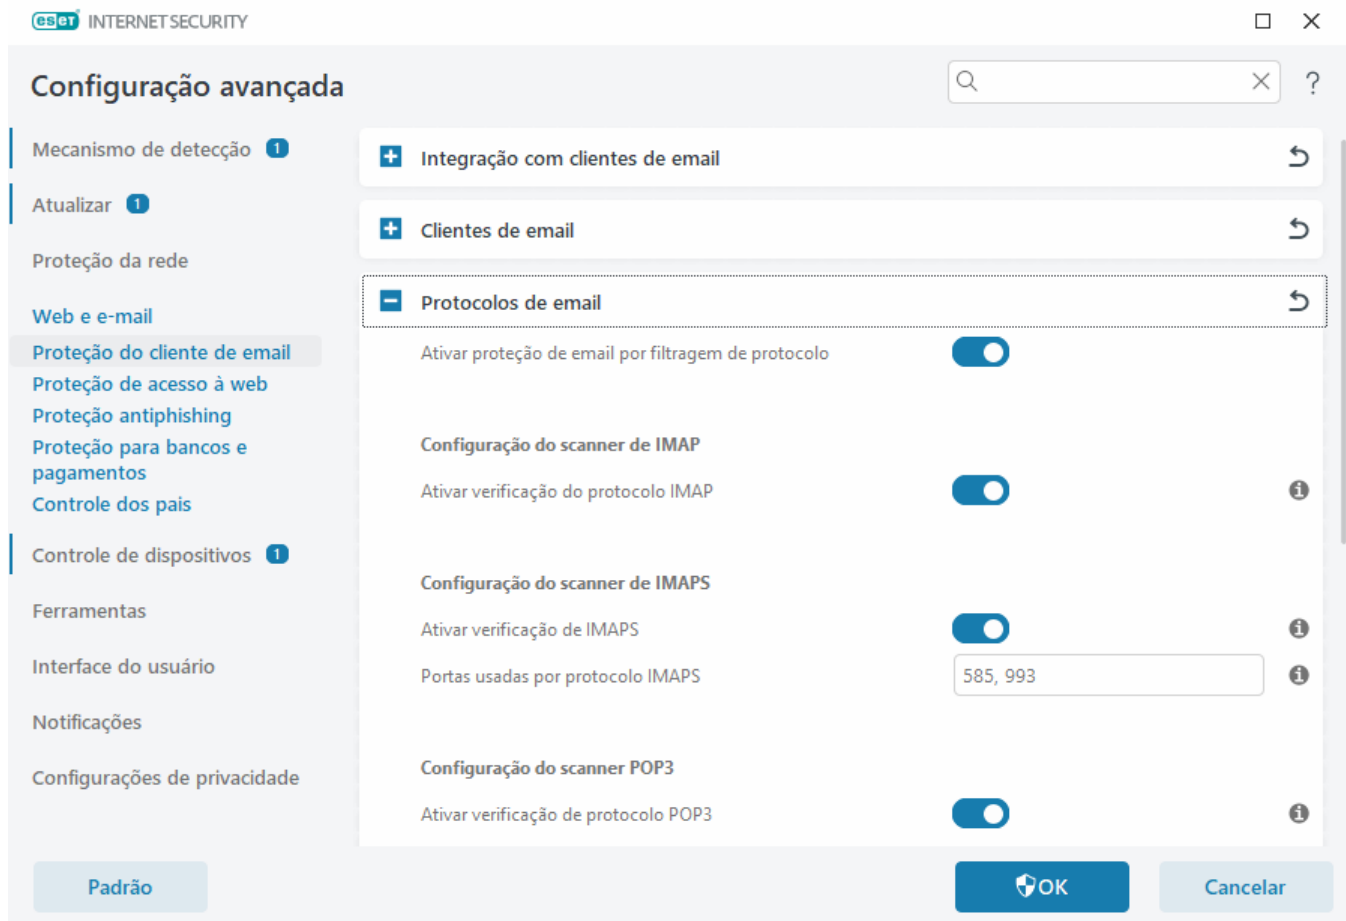 eset INTERNET SECURITY
Configuração avançada
?
Mecanismo de detecção 1
Atualizar 1
Proteção da rede
Web e e-mail
Proteção do cliente de email
Proteção de acesso à web
Proteção antiphishing
Proteção para bancos e
pagamentos
Controle dos pais
Controle de dispositivos 1
Ferramentas
Interface do usuário
Notificações
Configurações de privacidade
Integração com clientes de email
Clientes de email
Protocolos de email
Ativar proteção de email por filtragem de protocolo
Configuração do scanner de IMAP
Ativar verificação do protocolo IMAP
Configuração do scanner de IMAPS
Ativar verificação de IMAPS
Portas usadas por protocolo IMAPS 585, 993
Configuração do scanner POP3
Ativar verificação de protocolo POP3
Padrão
OK
Cancelar